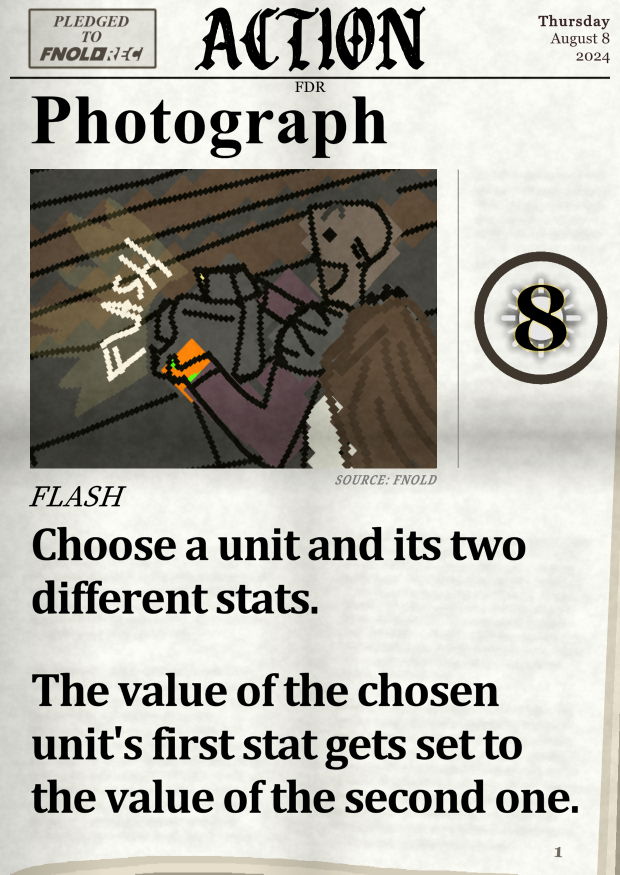 PLEDGED
TO
FNOLD REC
ACTION
Thursday
August 8
2024
FDR
Photograph
FLASH
8
SOURCE: FNOLD
FLASH
Choose a unit and its two
different stats.
The value of the chosen
unit's first stat gets set to
the value of the second one.
1